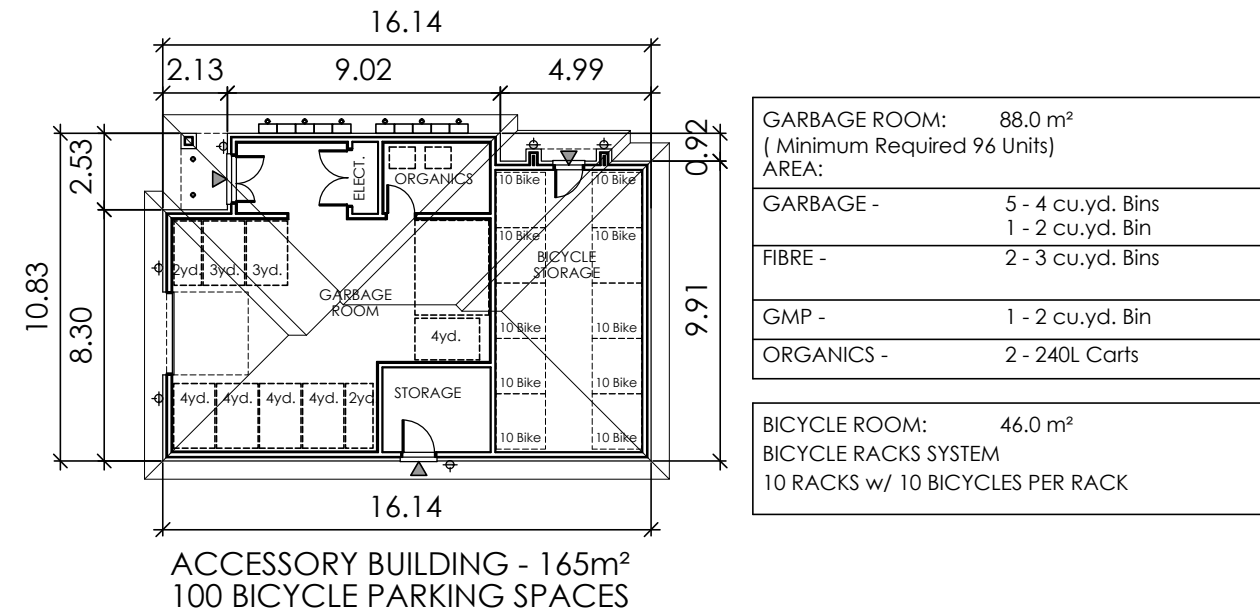 16.14
2.13 9.02 4.99
10.83
2.53
8.30
0.92
9.91
ELECT.
ORGANICS
10 Bike 10 Bike
10 Bike 10 Bike
BICYCLE
STORAGE
2yd. 3yd. 3yd.
GARBAGE
ROOM
10 Bike 10 Bike
4yd.
10 Bike 10 Bike
STORAGE
4yd. 4yd. 4yd. 4yd. 2yd
10 Bike 10 Bike
16.14
ACCESSORY BUILDING - 165m²
100 BICYCLE PARKING SPACES
GARBAGE ROOM: 88.0 m²
( Minimum Required 96 Units)
AREA:
GARBAGE - 5 - 4 cu.yd. Bins
1 - 2 cu.yd. Bin
FIBRE - 2 - 3 cu.yd. Bins
GMP - 1 - 2 cu.yd. Bin
ORGANICS - 2 - 240L Carts
BICYCLE ROOM: 46.0 m²
BICYCLE RACKS SYSTEM
10 RACKS w/ 10 BICYCLES PER RACK